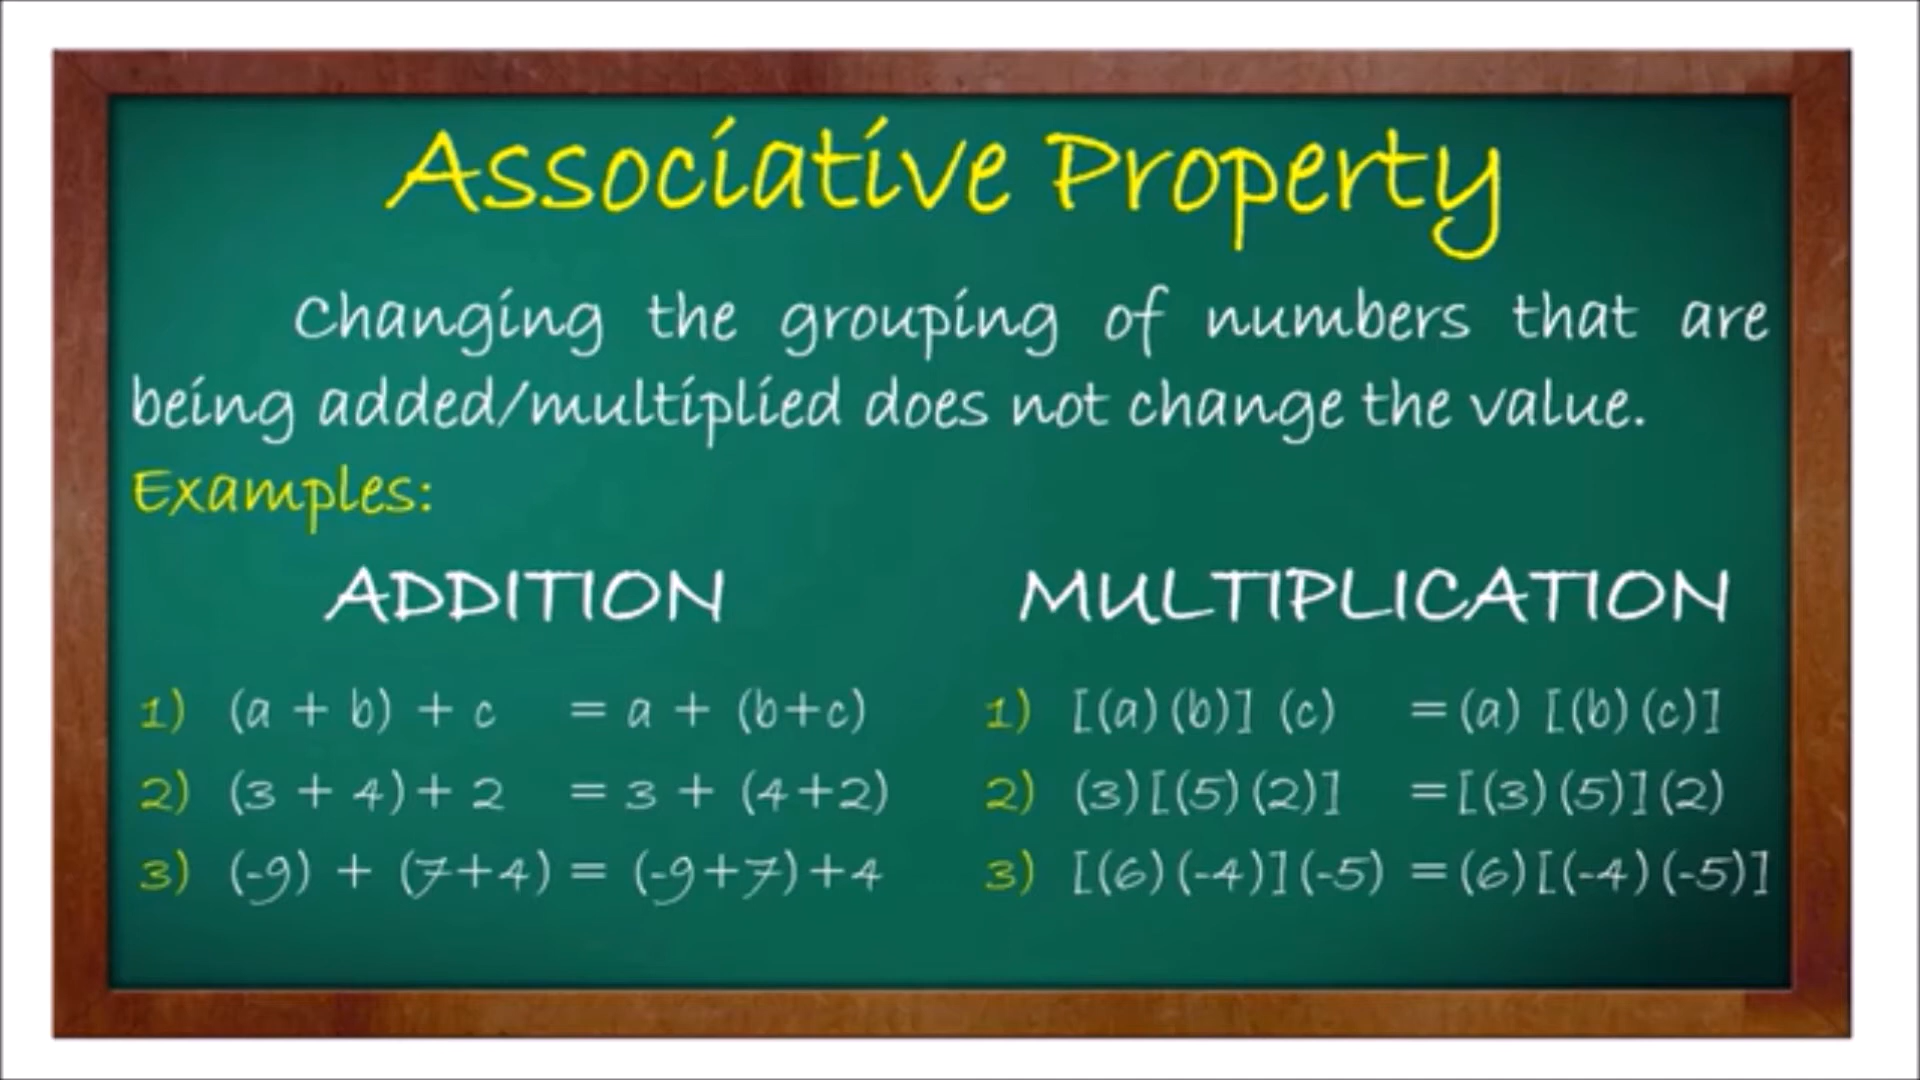 Associative Property
Changing the grouping of numbers that are
being added/multiplied does not change the value.
Examples:
ADDITION
1) (a + b) + c = a + (b+c)
2) (3 + 4)+ 2 = 3 + (4+2)
3) (-9) + (7+4) = (-9+7)+4
MULTIPLICATION
1) [(a)(b)] (c) =(a) [(b)(c)]
2) (3)[(5)(2)] =[(3)(5)](2)
3) [(6)(-4)](-5) =(6)[(-4)(-5)]